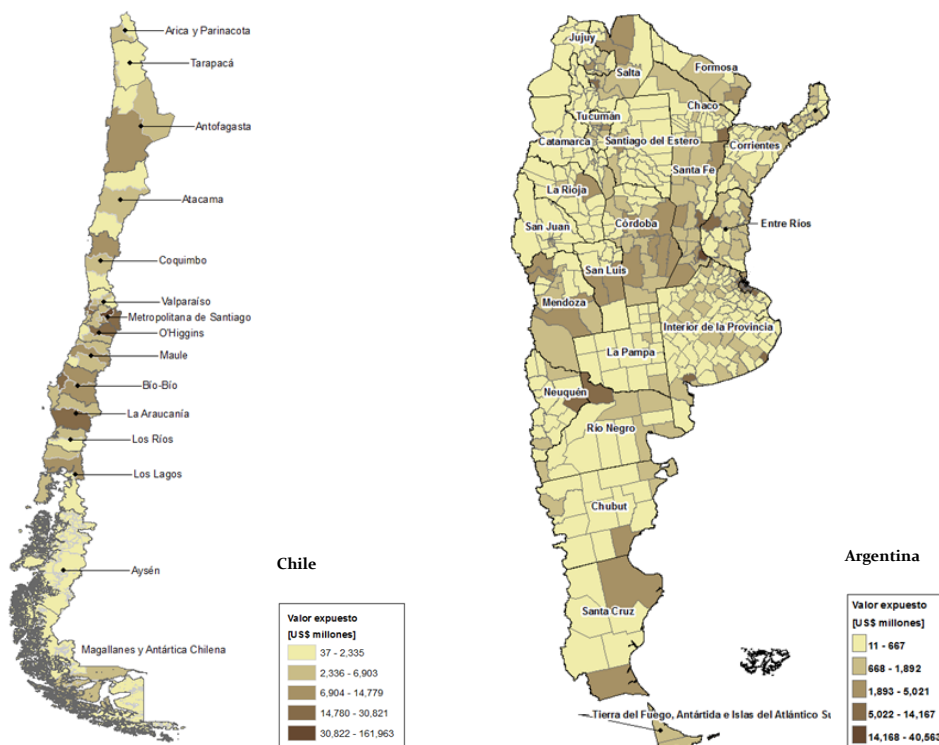 Arica y Parinacota
Tarapacá
Antofagasta
Atacama
Coquimbo
Valparaíso
Metropolitana de Santiago
O'Higgins
Maule
Bío-Bío
La Araucanía
Los Ríos
Los Lagos
Aysén
Magallanes y Antártica Chilena
Chile
Valor expuesto
[US$ millones]
37 - 2,335
2,336 - 6,903
6,904 - 14,779
14,780 - 30,821
30,822 - 161,963
Jujuy
Salta
Formosa
Chaco
Tucumán
Catamarca
Santiago del Estero
Corrientes
Santa Fe
La Rioja
San Juan
Córdoba
Entre Ríos
San Luis
Mendoza
Interior de la Provincia
La Pampa
Neuquén
Río Negro
Chubut
Santa Cruz
Tierra del Fuego, Antártida e Islas del Atlántico Su
Argentina
Valor expuesto
[US$ millones]
11 - 667
668 - 1,892
1,893 - 5,021
5,022 - 14,167
14,168 - 40,563